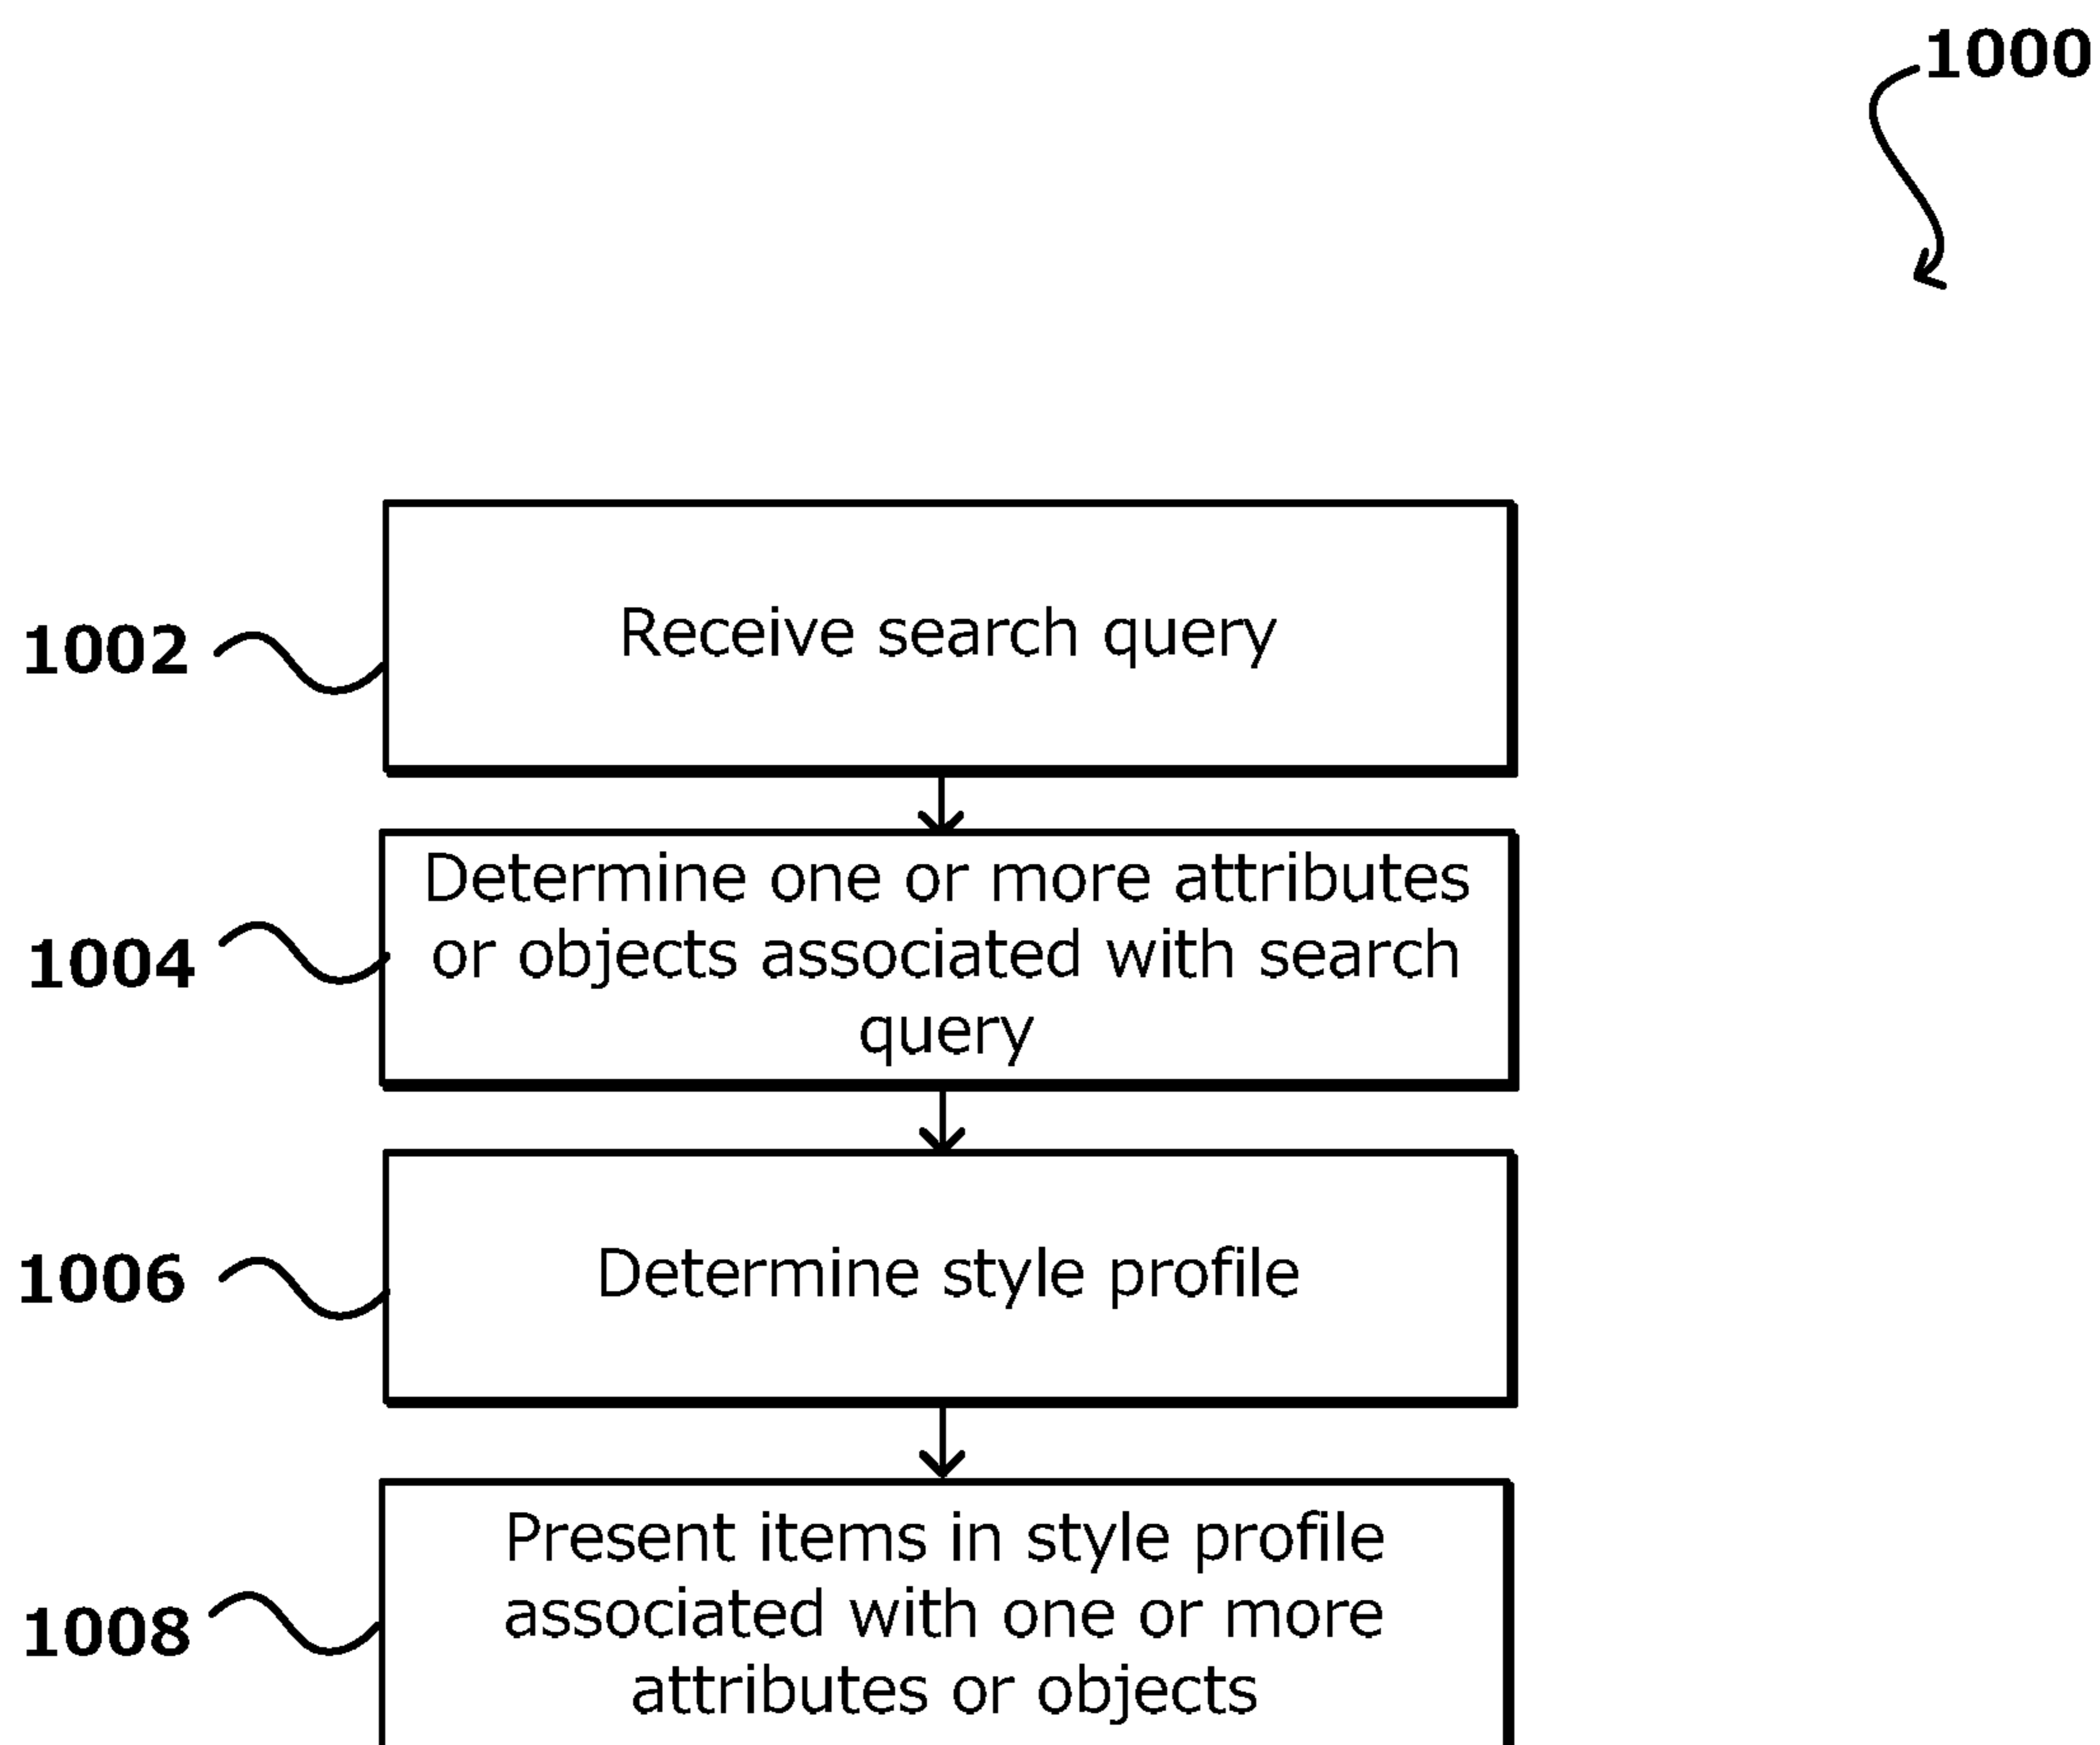 1000
1002
Receive search query
1004
Determine one or more attributes
or objects associated with search
query
1006
Determine style profile
1008
Present items in style profile
associated with one or more
attributes or objects